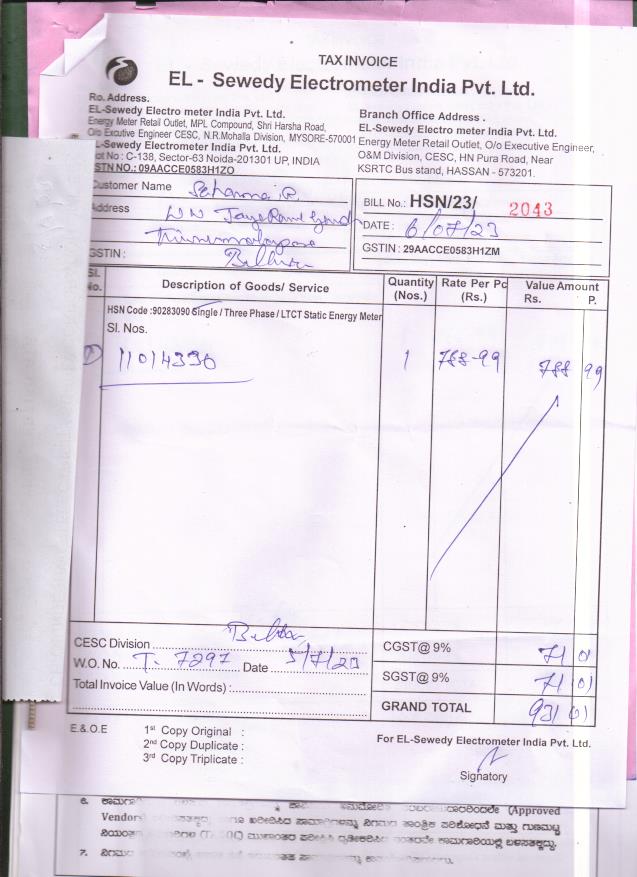 TAX INVOICE
EL - Sewedy Electrometer India Pvt. Ltd.
Ro. Address.
EL-Sewedy Electro meter India Pvt. Ltd.
Energy Meter Retail Outlet, MPL Compound, Shri Harsha Road,
O/o Excutive Engineer CESC, N.R.Mohalla Division, MYSORE-570001
L-Sewedy Electrometer India Pvt. Ltd.
ot No : C-138, Sector-63 Noida-201301 UP, INDIA
STN NO.: 09AACCE0583H1ZO
Branch Office Address .
EL-Sewedy Electro meter India Pvt. Ltd.
Energy Meter Retail Outlet, O/o Executive Engineer,
O&M Division, CESC, HN Pura Road, Near
KSRTC Bus stand, HASSAN - 573201.
Customer Name
Address
GSTIN :
BILL No.: HSN/23/ 2043
DATE : 6/07/23
GSTIN : 29AACCE0583H1ZM
Sl. No.
Description of Goods/ Service
Quantity (Nos.)
Rate Per Pc (Rs.)
Value Amount
Rs. P.
HSN Code :90283090 Single / Three Phase / LTCT Static Energy Meter
Sl. Nos.
11014330 1 788-99 788 99
CESC Division
W.O. No. T. 7297 Date 5/7/23
Total Invoice Value (In Words) :
CGST@ 9% 71 01
SGST@ 9% 71 01
GRAND TOTAL 931 01
E.& O.E
1st Copy Original :
2nd Copy Duplicate :
3rd Copy Triplicate :
For EL-Sewedy Electrometer India Pvt. Ltd.
Signatory
(Approved
Vendor
7.